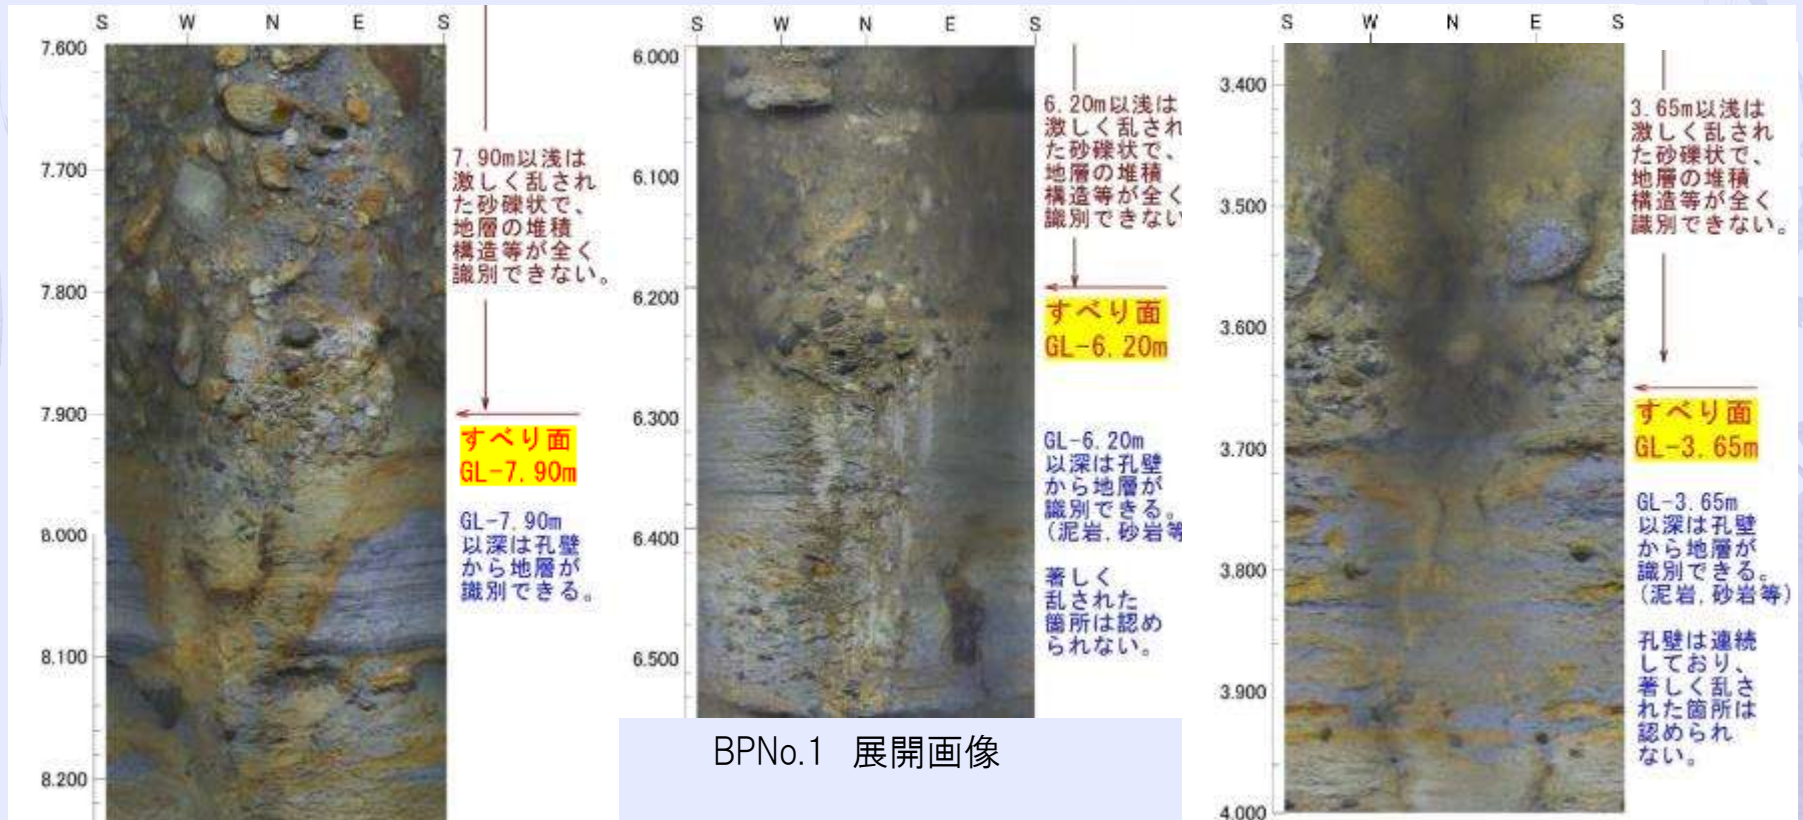 S W N E S
7.600
7.700
7.800
7.900
8.000
8.100
8.200
7.90m以浅は
激しく乱され
た砂礫状で、
地層の堆積
構造等が全く
識別できない。
すべり面
GL-7.90m
GL-7.90m
以深は孔壁
から地層が
識別できる。
S W N E S
6.000
6.100
6.200
6.300
6.400
6.500
6.20m以浅は
激しく乱され
た砂礫状で、
地層の堆積
構造等が全く
識別できない
すべり面
GL-6.20m
GL-6.20m
以深は孔壁
から地層が
識別できる。
(泥岩,砂岩等
著しく
乱された
箇所は認め
られない。
BPNo.1 展開画像
S W N E S
3.400
3.500
3.600
3.700
3.800
3.900
4.000
3.65m以浅は
激しく乱され
た砂礫状で、
地層の堆積
構造等が全く
識別できない。
すべり面
GL-3.65m
GL-3.65m
以深は孔壁
から地層が
識別できる。
(泥岩,砂岩等)
孔壁は連続
しており、
著しく乱さ
れた箇所は
認められ
ない。